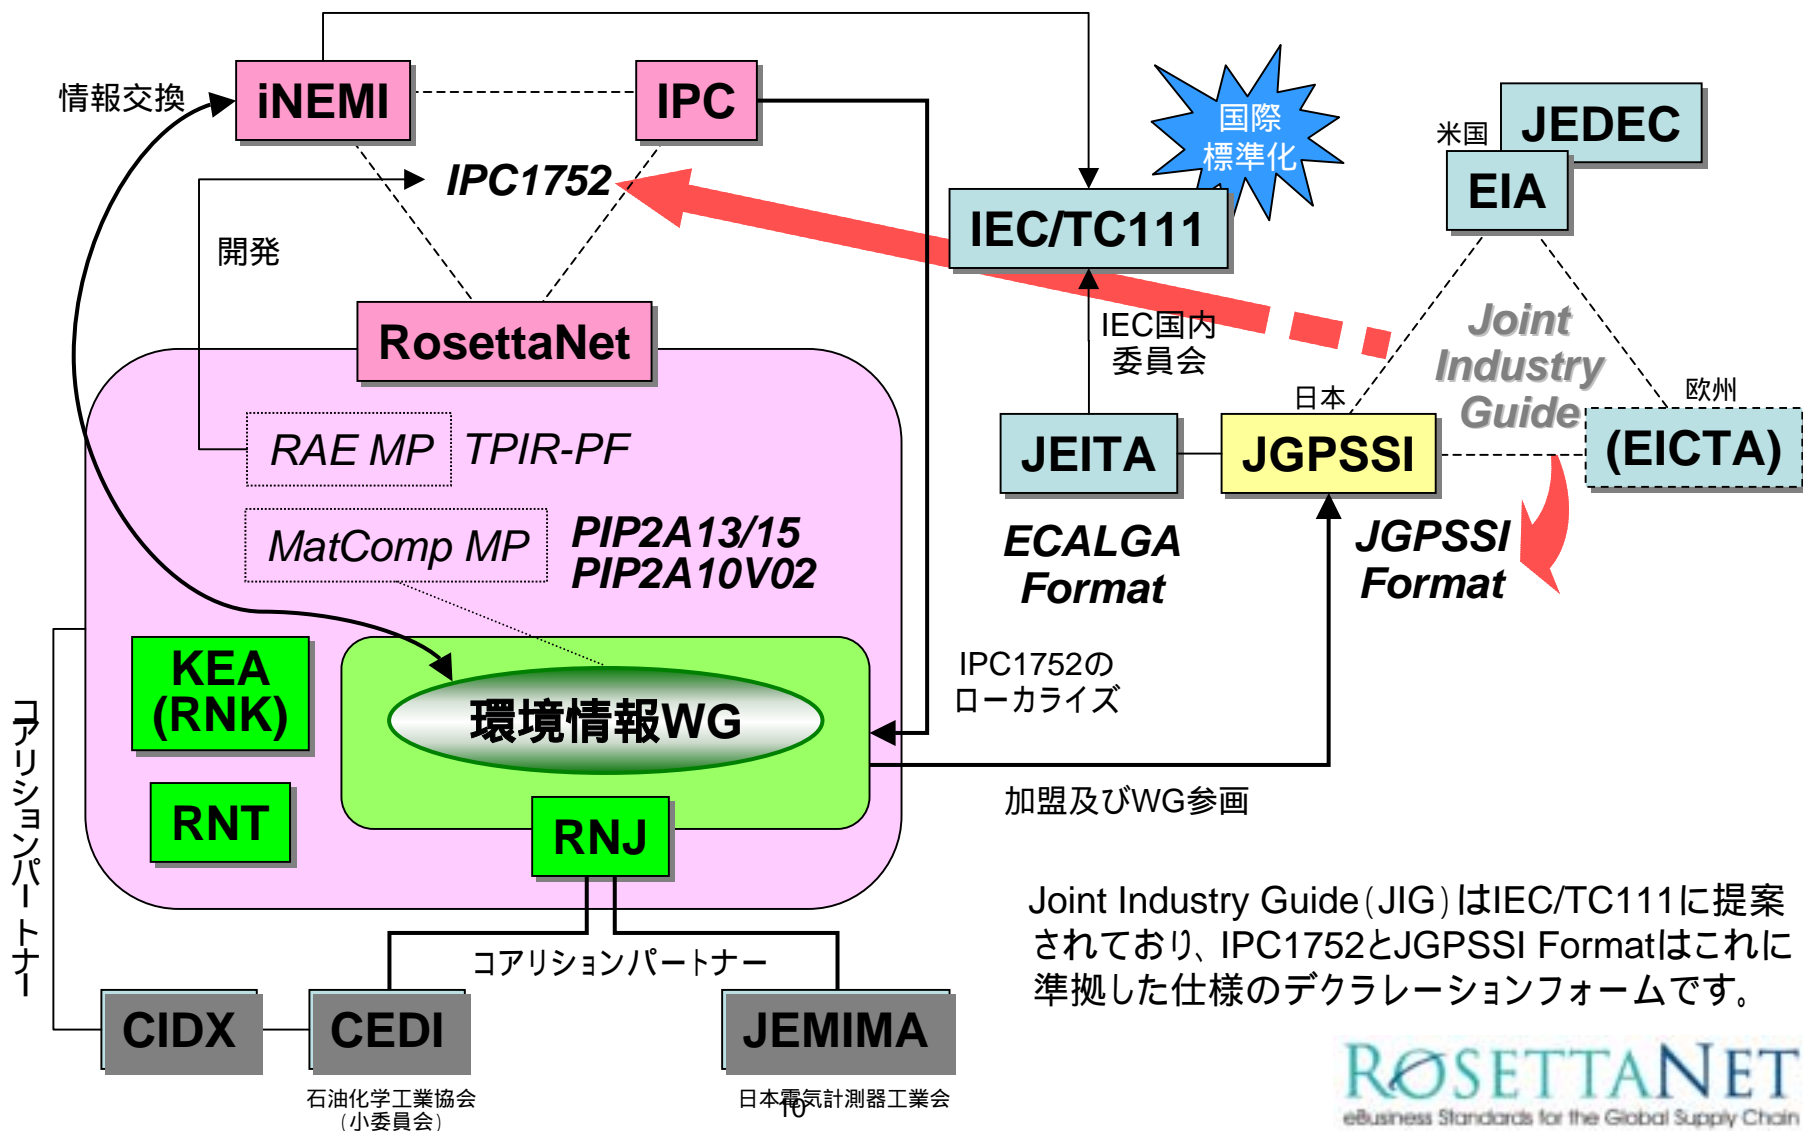 情報交換
iNEMI
IPC
国際
標準化
米国
JEDEC
EIA
IPC1752
IEC/TC111
開発
RosettaNet
IEC国内
委員会
Joint
Industry
Guide
日本
欧州
RAE MP
TPIR-PF
JEITA
JGPSSI
(EICTA)
MatComp MP
PIP2A13/15
PIP2A10V02
ECALGA
Format
JGPSSI
Format
KEA
(RNK)
環境情報WG
IPC1752の
ローカライズ
コアリションパートナー
RNT
RNJ
加盟及びWG参画
コアリションパートナー
Joint Industry Guide(JIG)はIEC/TC111に提案
されており、IPC1752とJGPSSI Formatはこれに
準拠した仕様のデクラレーションフォームです。
CIDX
CEDI
JEMIMA
石油化学工業協会
(小委員会)
日本電気計測器工業会
10
ROSETTANET
eBusiness Standards for the Global Supply Chain